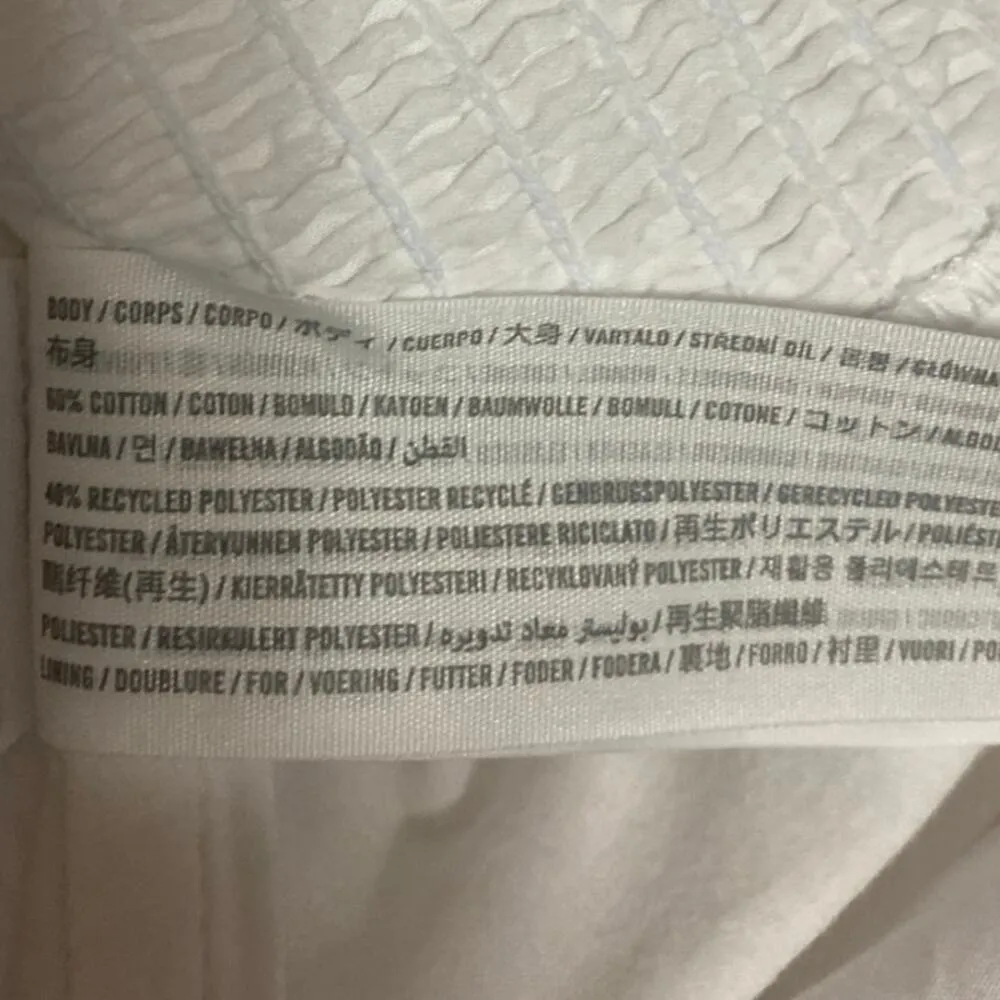 BODY / CORPS / CORPO / ボディ / CUERPO / 大身 / VARTALO / STŘEDNÍ DÍL / 몸통 / GŁÓWNA
布身
60% COTTON / COTON / BOMULD / KATOEN / BAUMWOLLE / BOMULL / COTONE / コットン /
BAVLNA / 면 / BAWEŁNA / ALGODÃO / القطن
40% RECYCLED POLYESTER / POLYESTER RECYCLÉ / GENBRUGSPOLYESTER / GERECYCLED
POLYESTER / ÅTERVUNNEN POLYESTER / POLIESTERE RICICLATO / 再生ポリエステル /
酯纤维(再生) / KIERRÄTETTY POLYESTERI / RECYKLOVANÝ POLYESTER / 재활용 폴리에스테르
POLIESTER / RESIRKULERT POLYESTER / بوليستر معاد تدويره / 再生聚脂纖維
LINING / DOUBLURE / FOR / VOERING / FUTTER / FODER / FODERA / 裏地 / FORRO / 衬里 / VUORI /